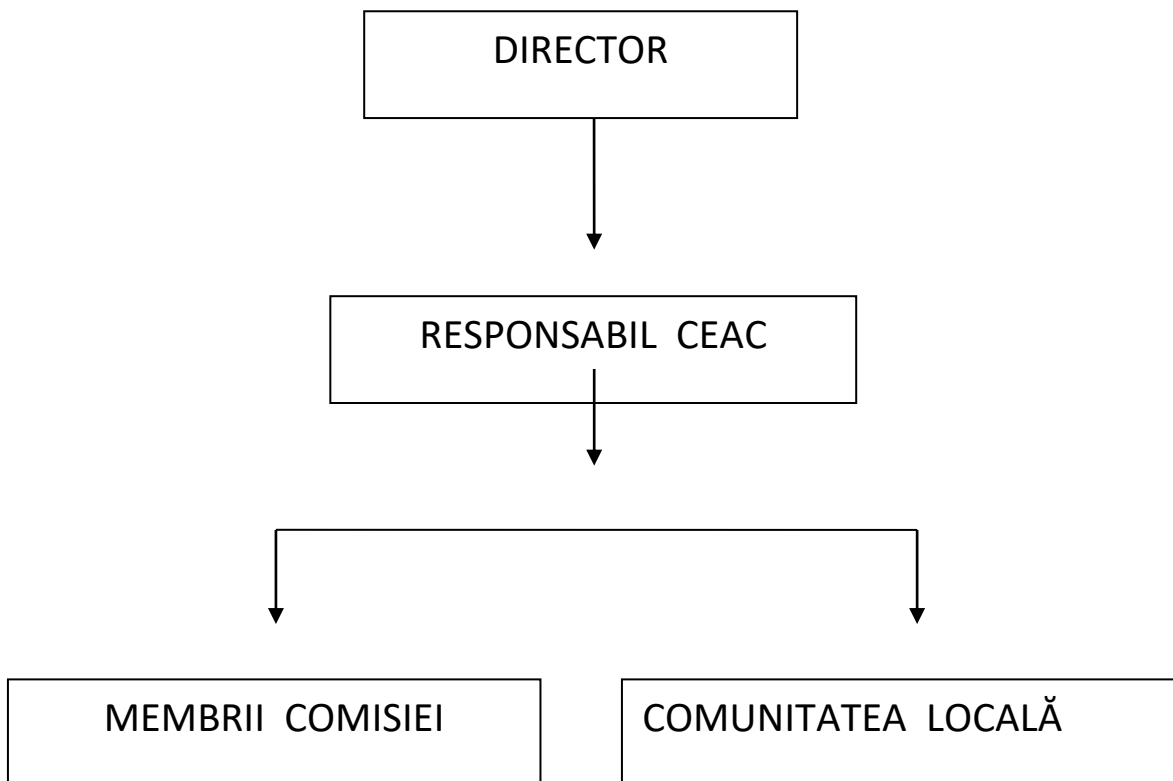 DIRECTOR
RESPONSABIL CEAC
MEMBRII COMISIEI
COMUNITATEA LOCALĂ